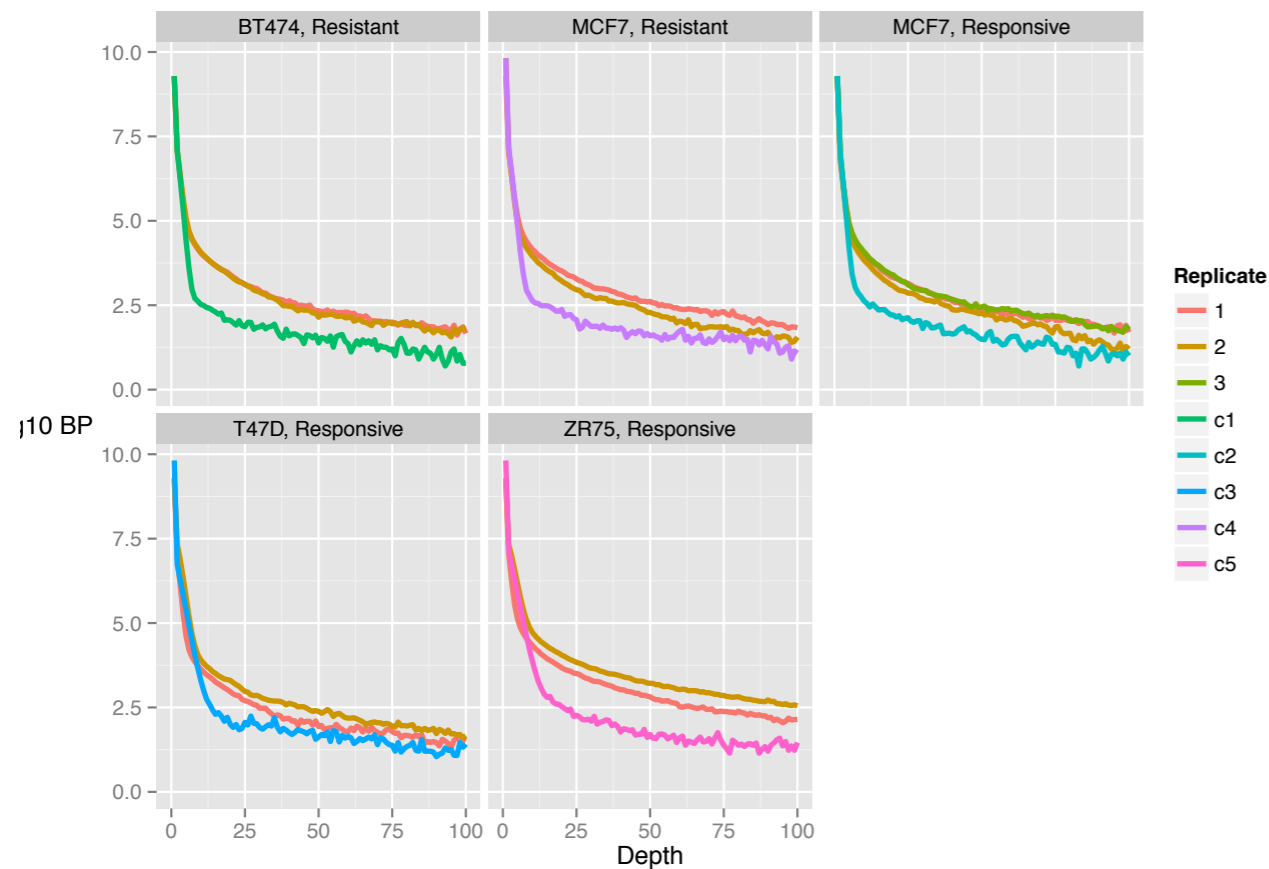 BT474, Resistant
MCF7, Resistant
MCF7, Responsive
10.0
7.5
5.0
2.5
0.0
g10 BP
T47D, Responsive
ZR75, Responsive
10.0
7.5
5.0
2.5
0.0
0 25 50 75 100
0 25 50 75 100
Depth
Replicate
1
2
3
c1
c2
c3
c4
c5